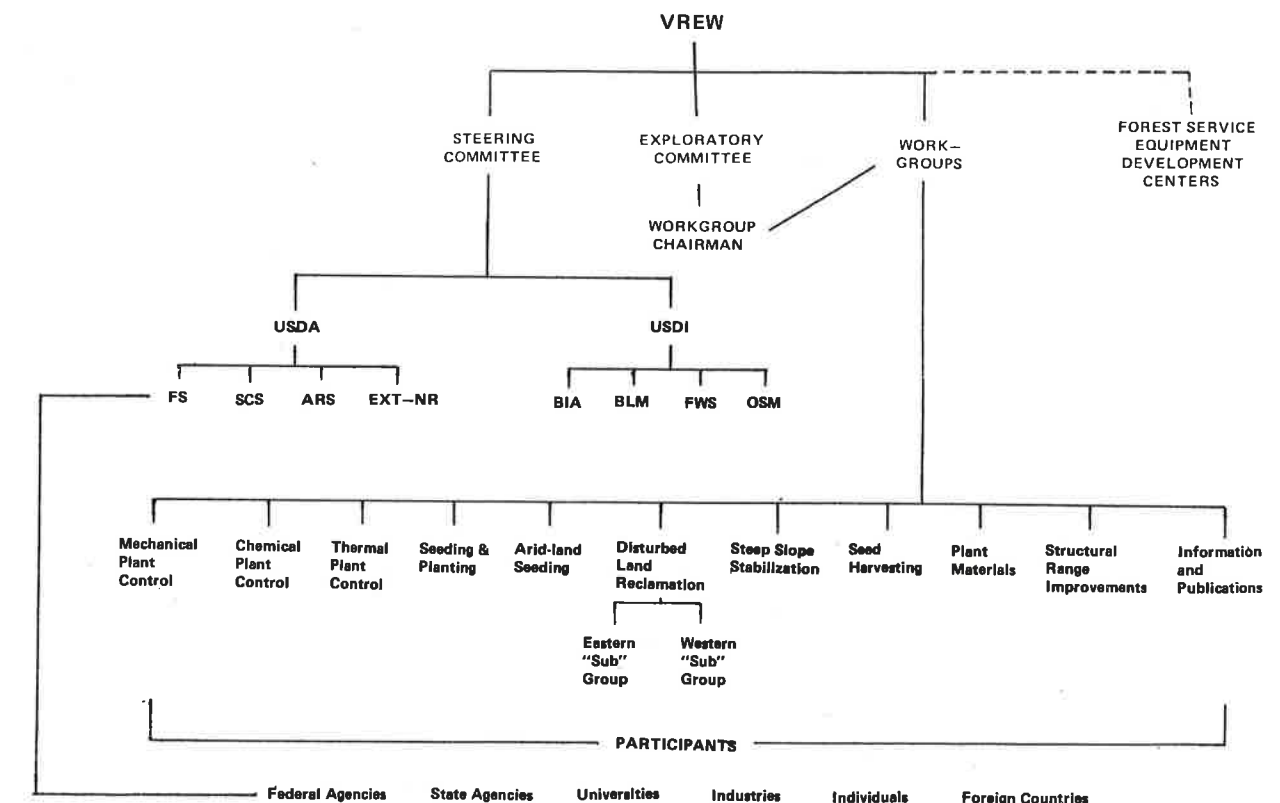 VREW
STEERING
COMMITTEE
EXPLORATORY
COMMITTEE
WORK—
GROUPS
FOREST SERVICE
EQUIPMENT
DEVELOPMENT
CENTERS
WORKGROUP
CHAIRMAN
USDA
USDI
FS
SCS
ARS
EXT—NR
BIA
BLM
FWS
OSM
Mechanical
Plant
Control
Chemical
Plant
Control
Thermal
Plant
Control
Seeding &
Planting
Arid-land
Seeding
Disturbed
Land
Reclamation
Steep Slope
Stabilization
Seed
Harvesting
Plant
Materials
Structural
Range
Improvements
Information
and
Publications
Eastern
"Sub"
Group
Western
"Sub"
Group
PARTICIPANTS
Federal Agencies State Agencies Universities Industries Individuals Foreign Countries